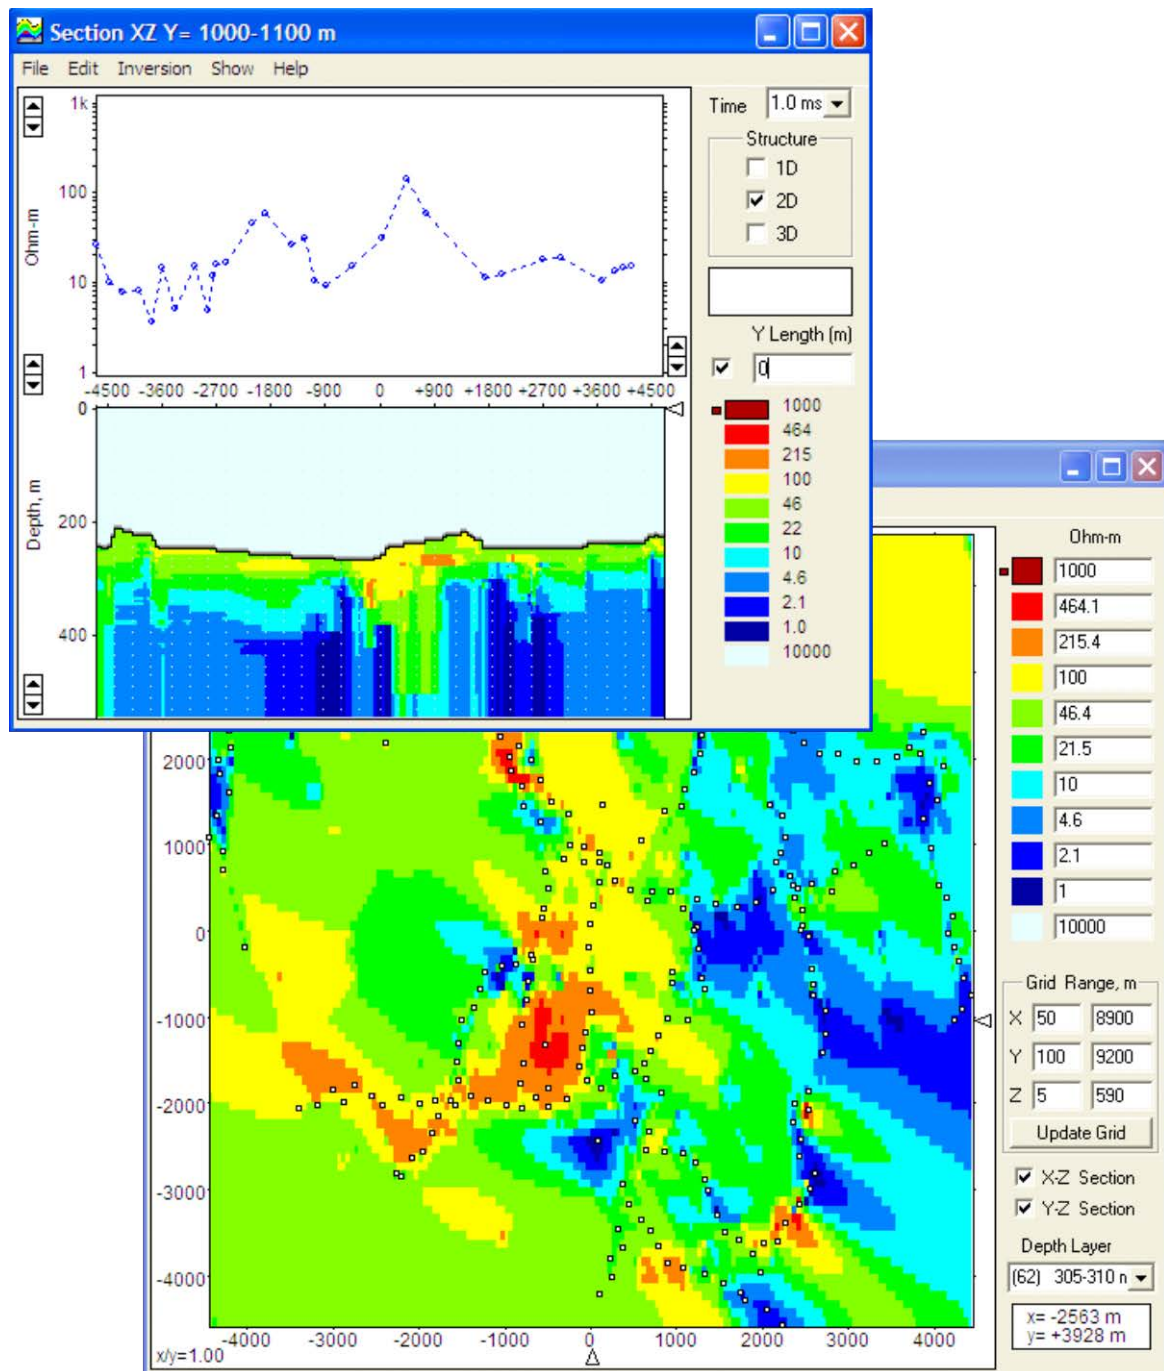 Section XZ Y= 1000-1100 m
File Edit Inversion Show Help
Time 1.0 ms
Structure
1D
2D
3D
Y Length (m)
0
Ohm-m
1k
100
10
1
-4500 -3600 -2700 -1800 -900 0 +900 +1800 +2700 +3600 +4500
Depth, m
0
200
400
1000
464
215
100
46
22
10
4.6
2.1
1.0
10000
Ohm-m
1000
464.1
215.4
100
46.4
21.5
10
4.6
2.1
1
10000
Grid Range, m
X 50 8900
Y 100 9200
Z 5 590
Update Grid
X-Z Section
Y-Z Section
Depth Layer
(62) 305-310 n
x= -2563 m
y= +3928 m
2000
1000
0
-1000
-2000
-3000
-4000
-4000 -3000 -2000 -1000 0 1000 2000 3000 4000
x/y=1.00